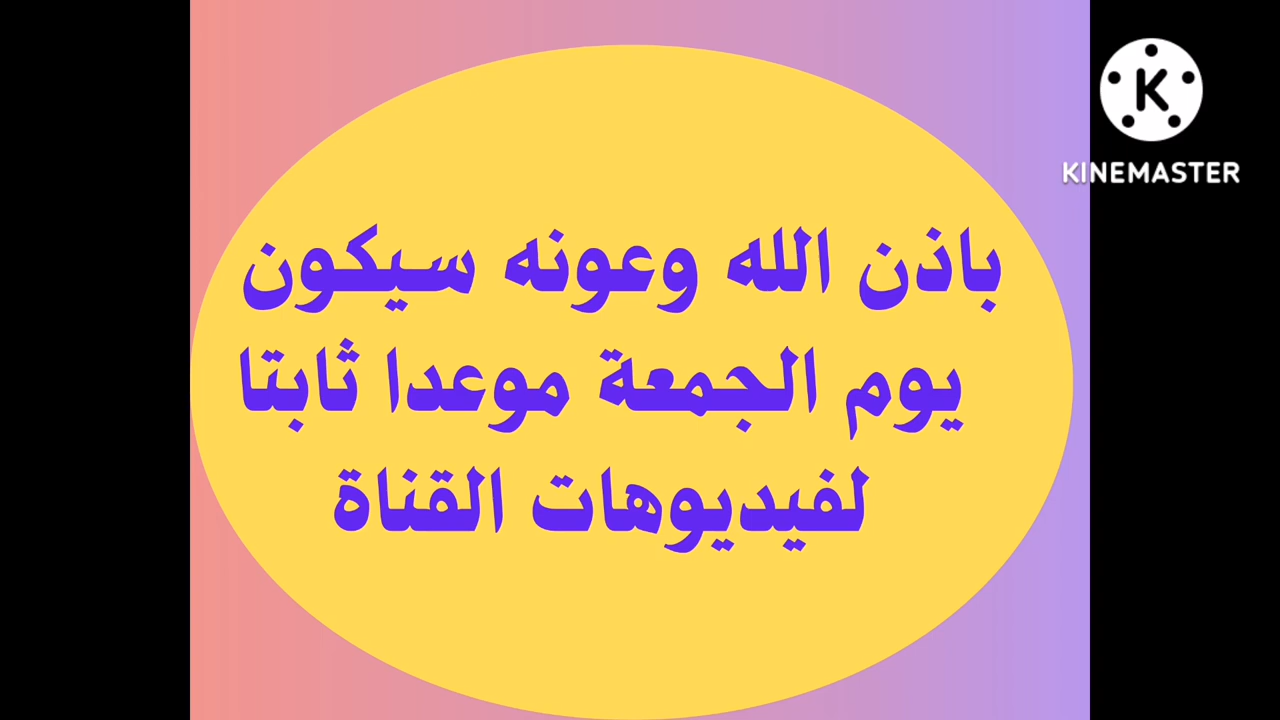 باذن الله وعونه سيكون
يوم الجمعة موعدا ثابتا
لفيديوهات القناة
K
KINEMASTER